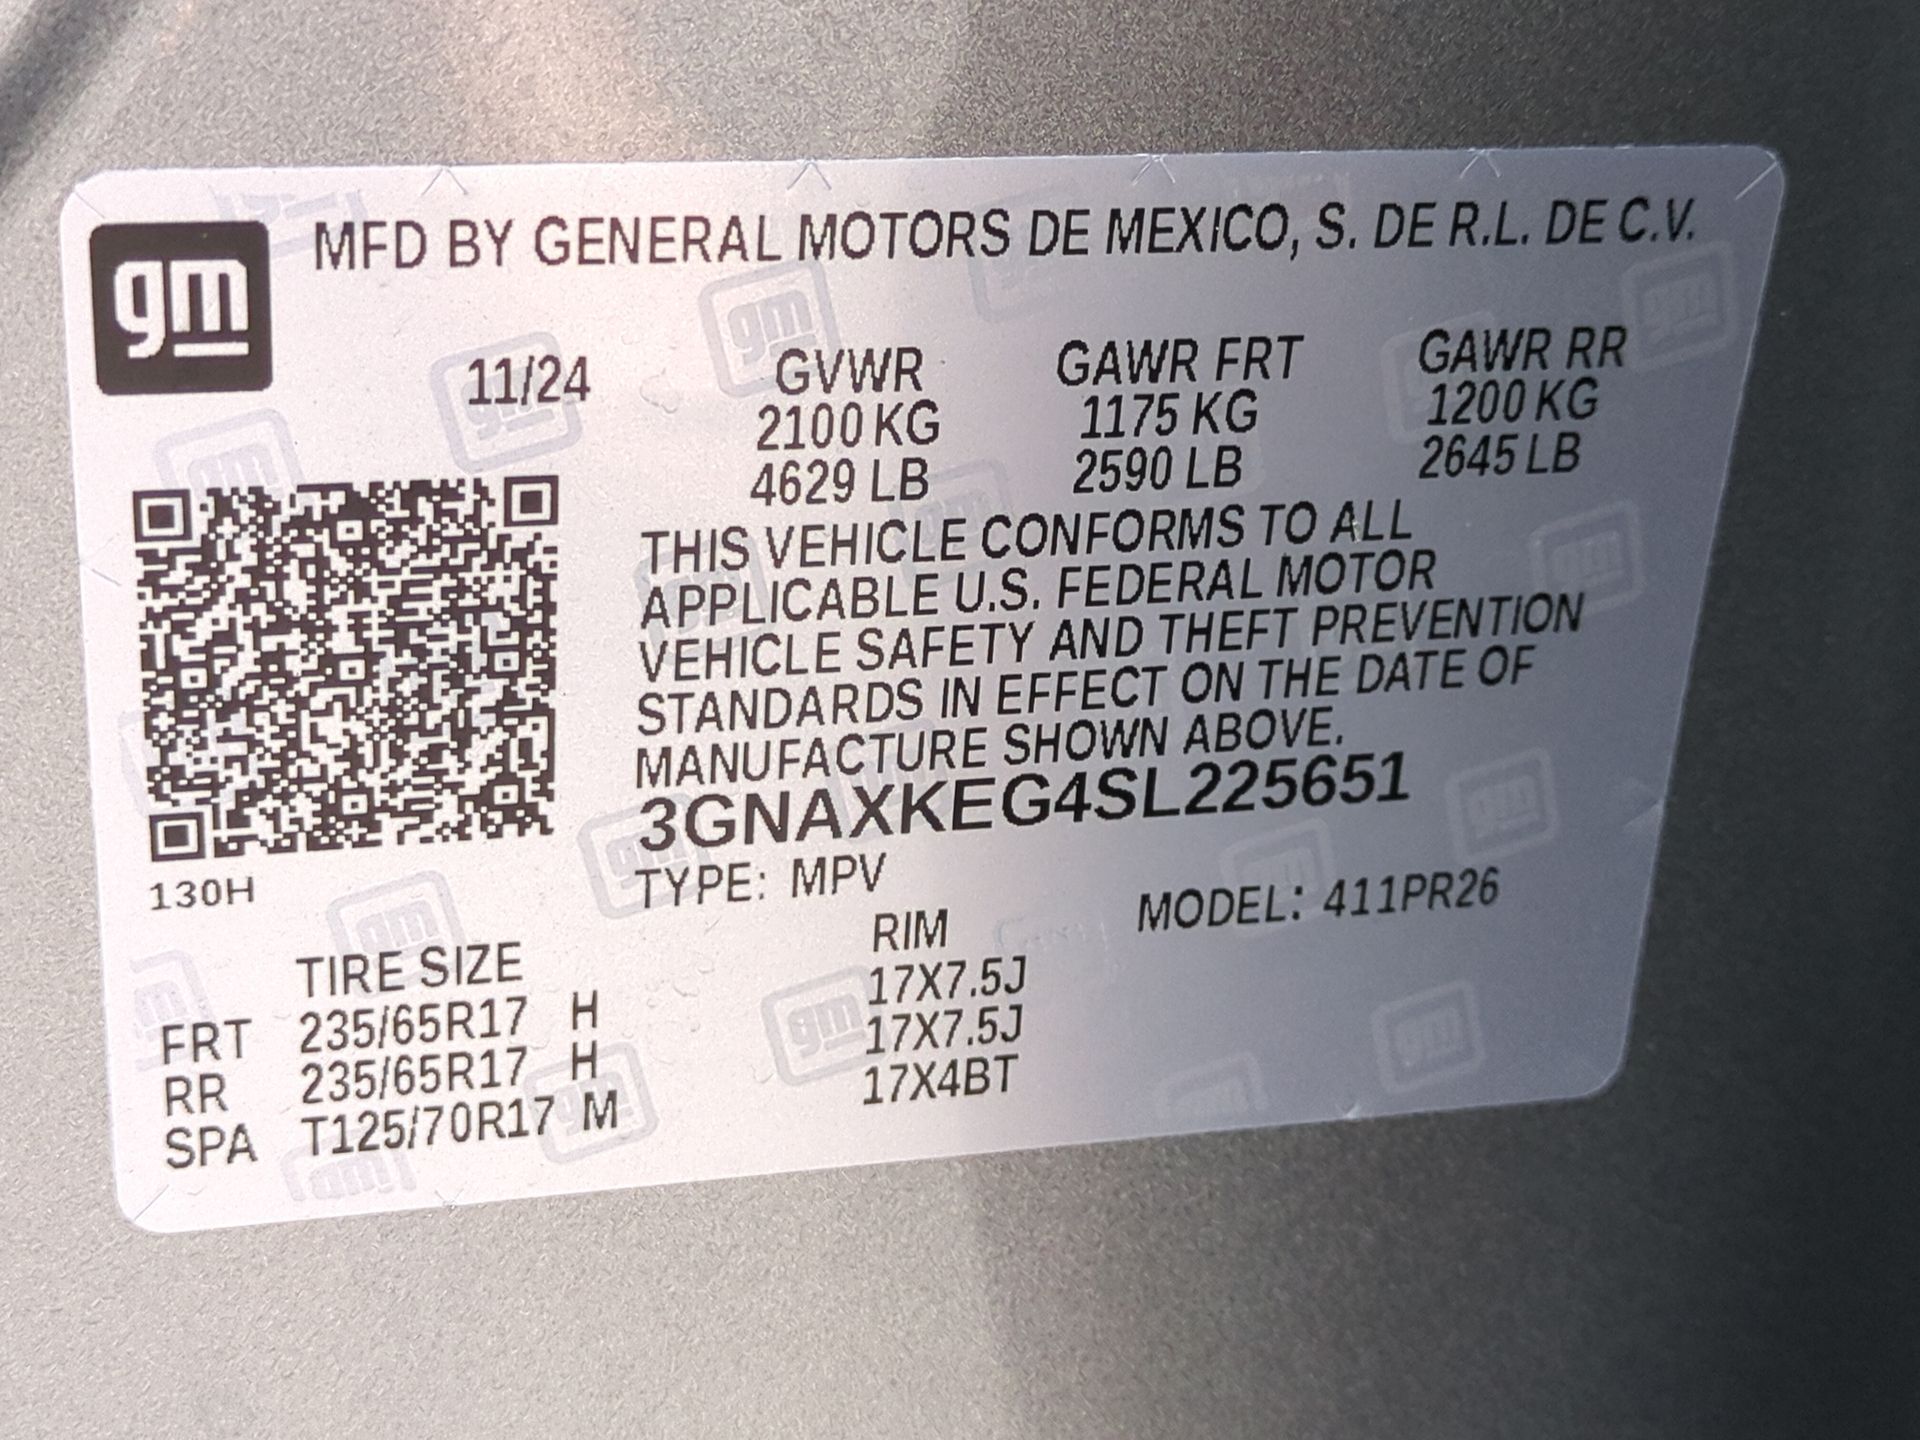 gm
MFD BY GENERAL MOTORS DE MEXICO, S. DE R.L. DE C.V.
11/24 GVWR GAWR FRT GAWR RR
2100 KG 1175 KG 1200 KG
4629 LB 2590 LB 2645 LB
THIS VEHICLE CONFORMS TO ALL
APPLICABLE U.S. FEDERAL MOTOR
VEHICLE SAFETY AND THEFT PREVENTION
STANDARDS IN EFFECT ON THE DATE OF
MANUFACTURE SHOWN ABOVE.
3GNAXKEG4SL225651
130H
TYPE: MPV MODEL: 411PR26
TIRE SIZE RIM
FRT 235/65R17 H 17X7.5J
RR 235/65R17 H 17X7.5J
SPA T125/70R17 M 17X4BT